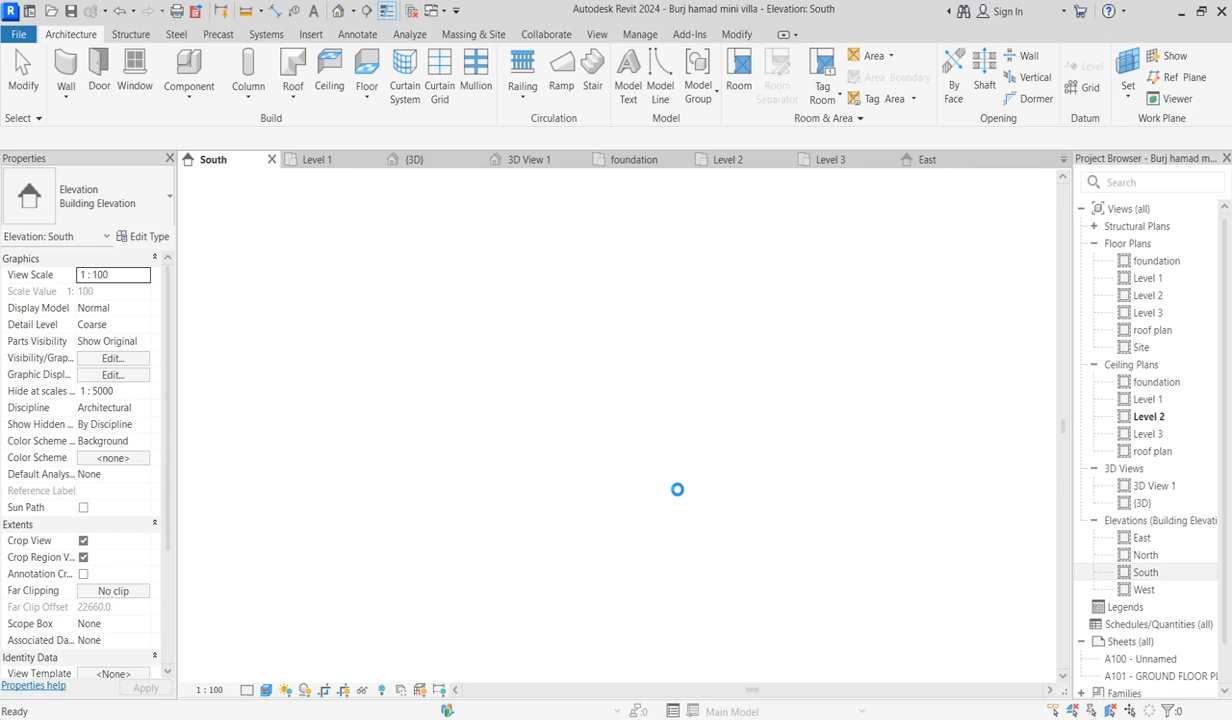 Autodesk Revit 2024 - Burj hamad mini villa - Elevation: South
Sign In
File Architecture Structure Steel Precast Systems Insert Annotate Analyze Massing & Site Collaborate View Manage Add-Ins Modify
Modify Wall Door Window Component Column Roof Ceiling Floor Curtain System Curtain Grid Mullion Railing Ramp Stair Model Text Model Line Model Group Room Room Separator Tag Room
Area
Area Boundary
Tag Area
By Face Shaft
Wall
Vertical
Dormer
Level
Grid
Set
Show
Ref Plane
Viewer
Select Build Circulation Model Room & Area Opening Datum Work Plane
Properties
South Level 1 {3D} 3D View 1 foundation Level 2 Level 3 East
Project Browser - Burj hamad m...
Elevation
Building Elevation
Elevation: South Edit Type
Graphics
View Scale 1 : 100
Scale Value 1: 100
Display Model Normal
Detail Level Coarse
Parts Visibility Show Original
Visibility/Grap... Edit...
Graphic Displ... Edit...
Hide at scales ... 1 : 5000
Discipline Architectural
Show Hidden ... By Discipline
Color Scheme ... Background
Color Scheme <none>
Default Analys... None
Reference Label
Sun Path
Extents
Crop View
Crop Region V...
Annotation Cr...
Far Clipping No clip
Far Clip Offset 22660.0
Scope Box None
Associated Da... None
Identity Data
View Template <None>
Properties help Apply
Search
Views (all)
Structural Plans
Floor Plans
foundation
Level 1
Level 2
Level 3
roof plan
Site
Ceiling Plans
foundation
Level 1
Level 2
Level 3
roof plan
3D Views
3D View 1
{3D}
Elevations (Building Elevati
East
North
South
West
Legends
Schedules/Quantities (all)
Sheets (all)
A100 - Unnamed
A101 - GROUND FLOOR PL
Families
1 : 100
Ready :0 Main Model :0